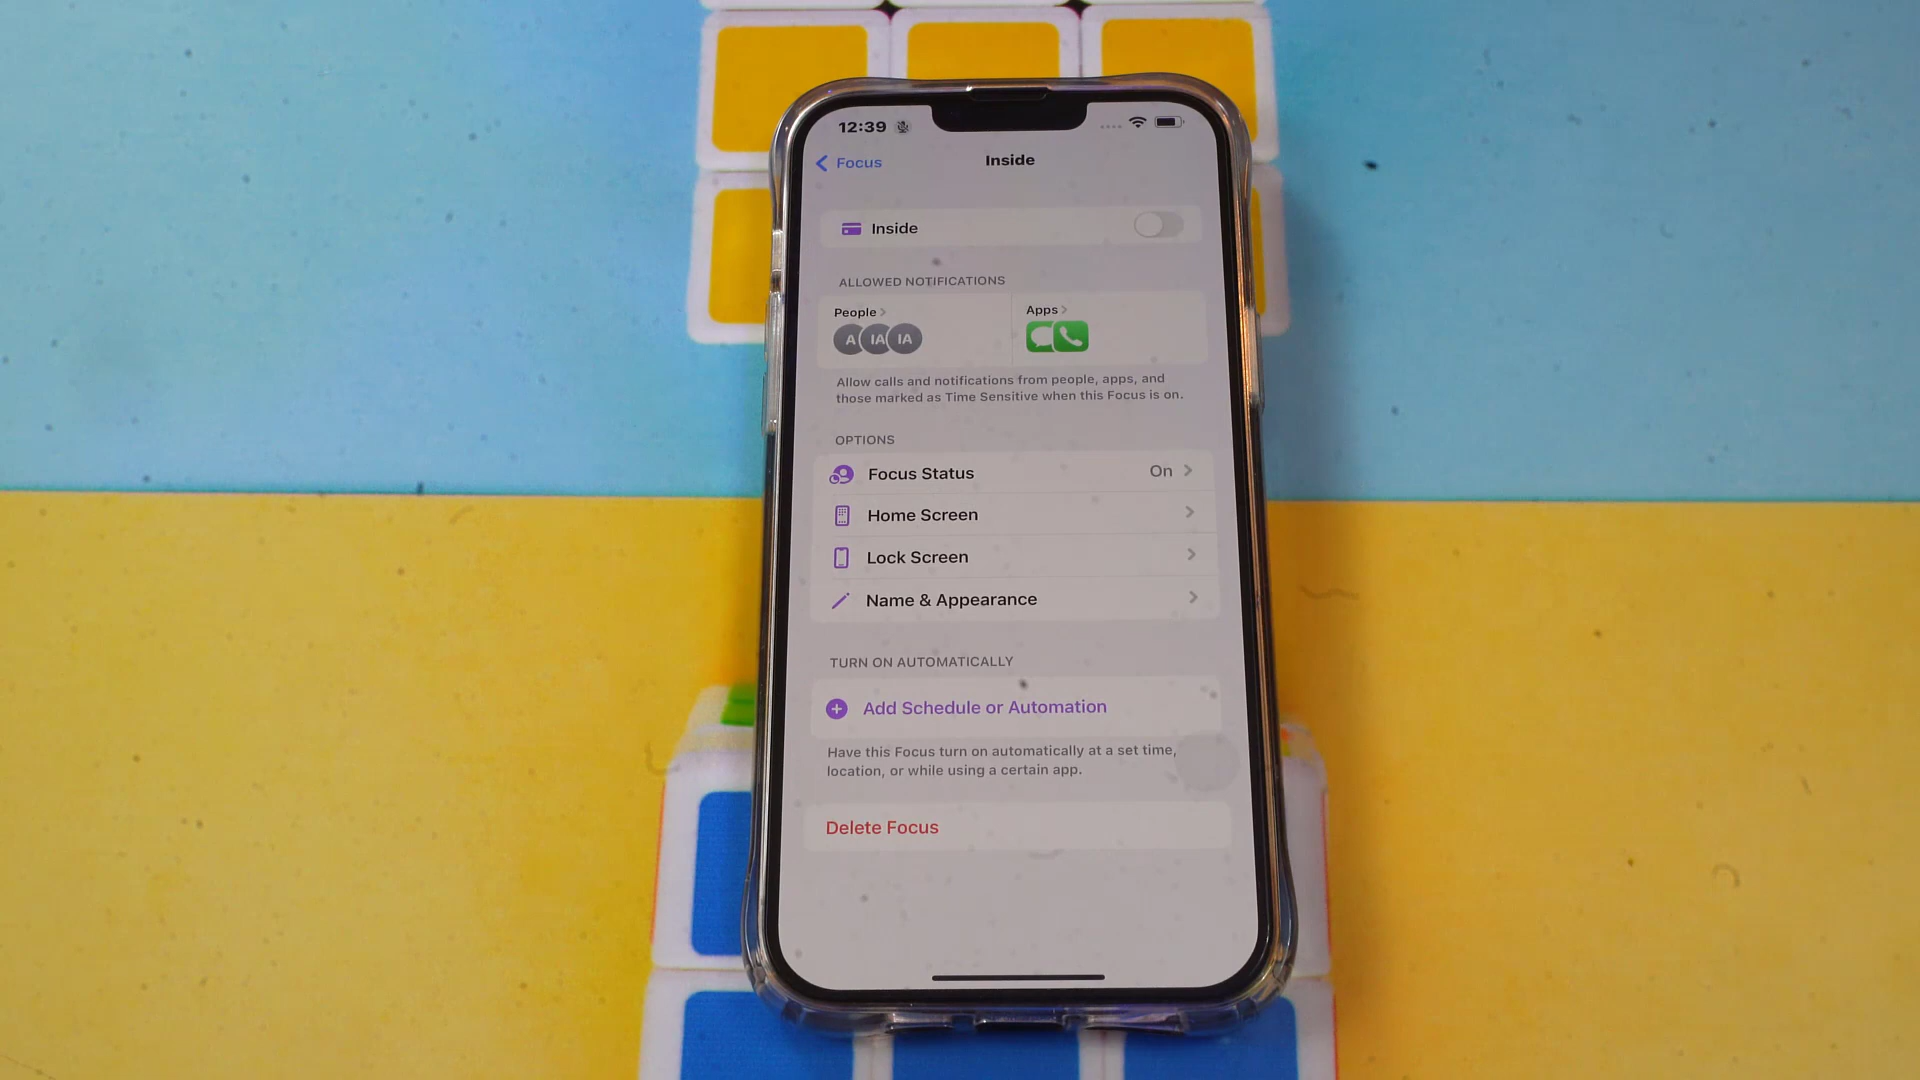 12:39
Focus
Inside
Inside
ALLOWED NOTIFICATIONS
People
Apps
A IA IA
Allow calls and notifications from people, apps, and
those marked as Time Sensitive when this Focus is on.
OPTIONS
Focus Status On
Home Screen
Lock Screen
Name & Appearance
TURN ON AUTOMATICALLY
Add Schedule or Automation
Have this Focus turn on automatically at a set time,
location, or while using a certain app.
Delete Focus